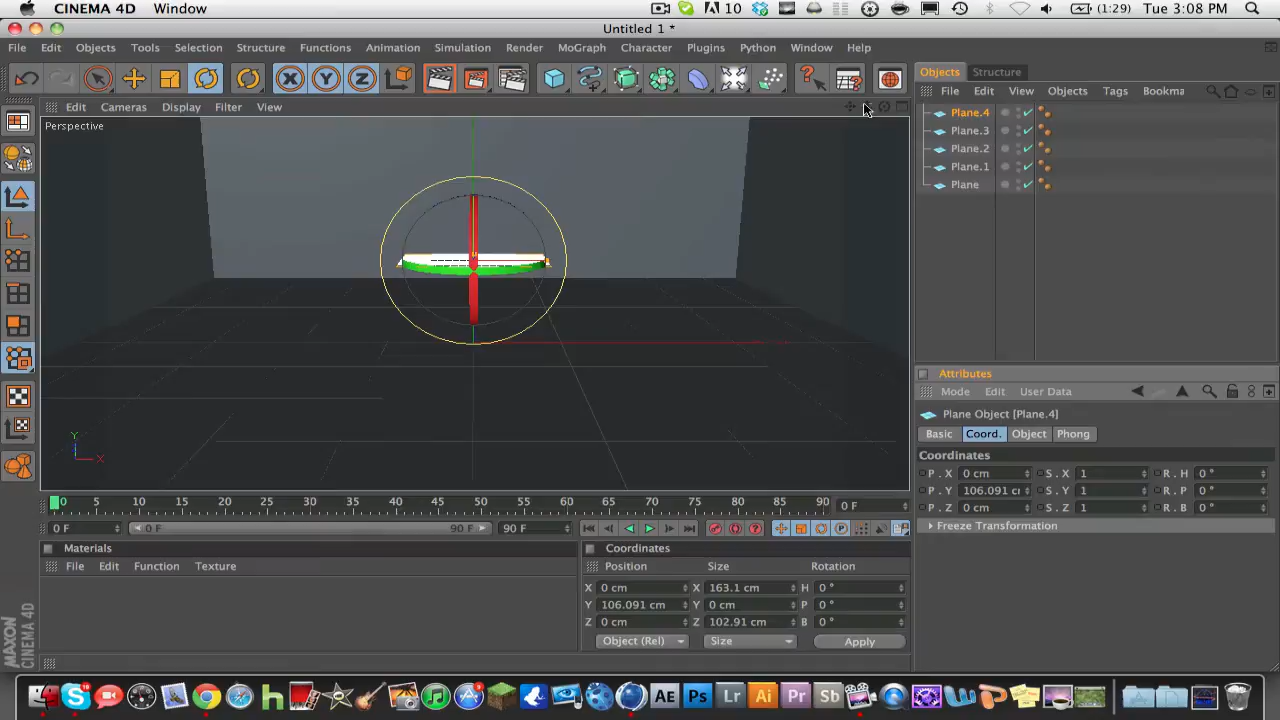 CINEMA 4D Window 10 (1:29) Tue 3:08 PM
Untitled 1 *
File Edit Objects Tools Selection Structure Functions Animation Simulation Render MoGraph Character Plugins Python Window Help
X Y Z Objects Structure
Edit Cameras Display Filter View File Edit View Objects Tags Bookma
Perspective
Plane.4
Plane.3
Plane.2
Plane.1
Plane
Attributes
Mode Edit User Data
Plane Object [Plane.4]
Basic Coord. Object Phong
Y
X
Coordinates
P . X 0 cm S . X 1 R . H 0 °
P . Y 106.091 cm S . Y 1 R . P 0 °
P . Z 0 cm S . Z 1 R . B 0 °
0 5 10 15 20 25 30 35 40 45 50 55 60 65 70 75 80 85 90 0 F
0 F 0 F 90 F 90 F P
Freeze Transformation
Materials Coordinates
File Edit Function Texture Position Size Rotation
X 0 cm X 163.1 cm H 0 °
Y 106.091 cm Y 0 cm P 0 °
Z 0 cm Z 102.91 cm B 0 °
Object (Rel) Size Apply
MAXON
CINEMA 4D
h AE Ps Lr Ai Pr Sb W P